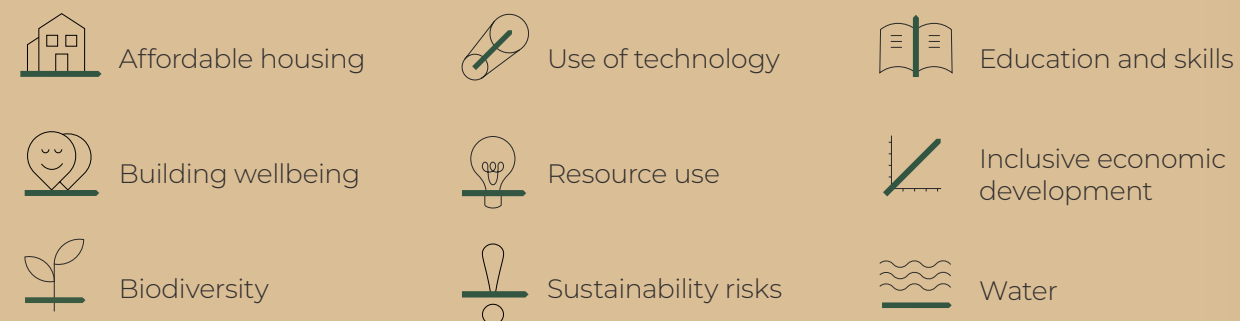 Affordable housing
Use of technology
Education and skills
Building wellbeing
Resource use
Inclusive economic
development
Biodiversity
Sustainability risks
Water